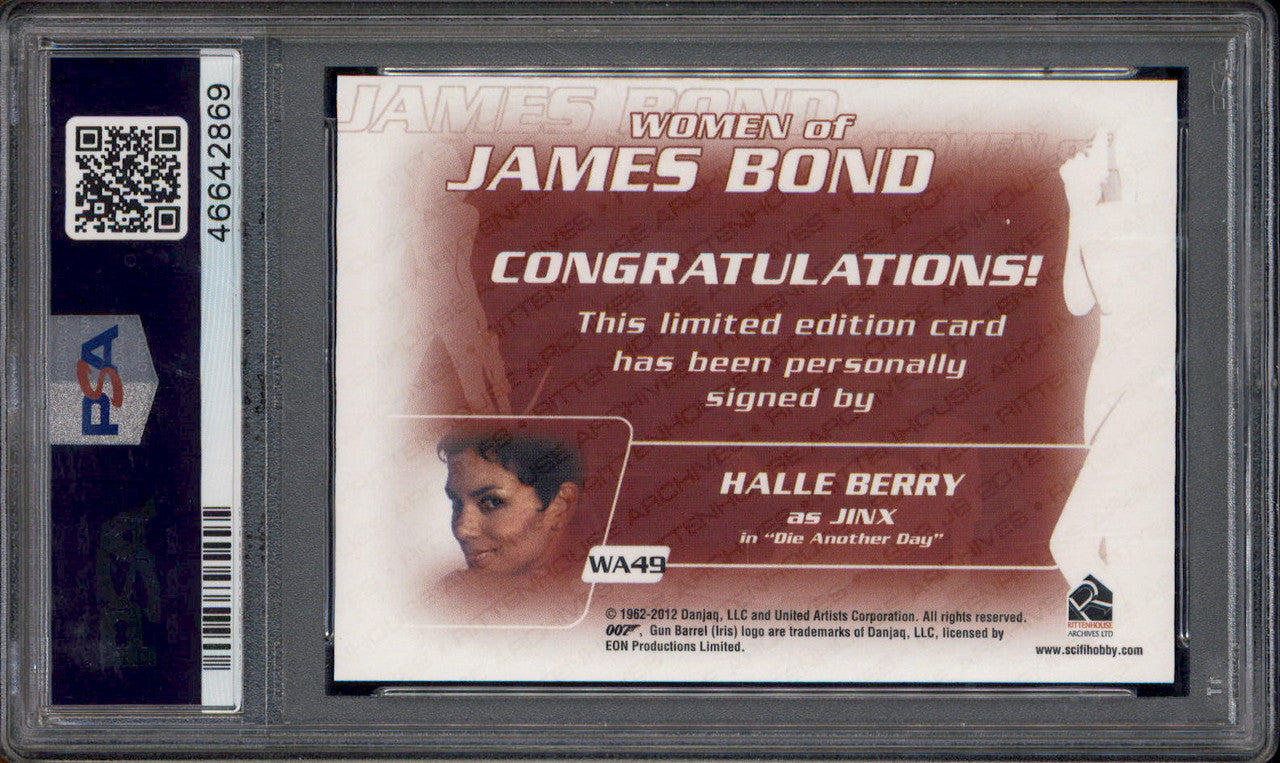 46642869
PSA
JAMES BOND
WOMEN of
WOMEN of
JAMES BOND
CONGRATULATIONS!
This limited edition card
has been personally
signed by
HALLE BERRY
as JINX
in "Die Another Day"
WA49
© 1962-2012 Danjaq, LLC and United Artists Corporation. All rights reserved.
007, Gun Barrel (Iris) logo are trademarks of Danjaq, LLC, licensed by
EON Productions Limited.
RITTENHOUSE
ARCHIVES LTD
www.scifihobby.com